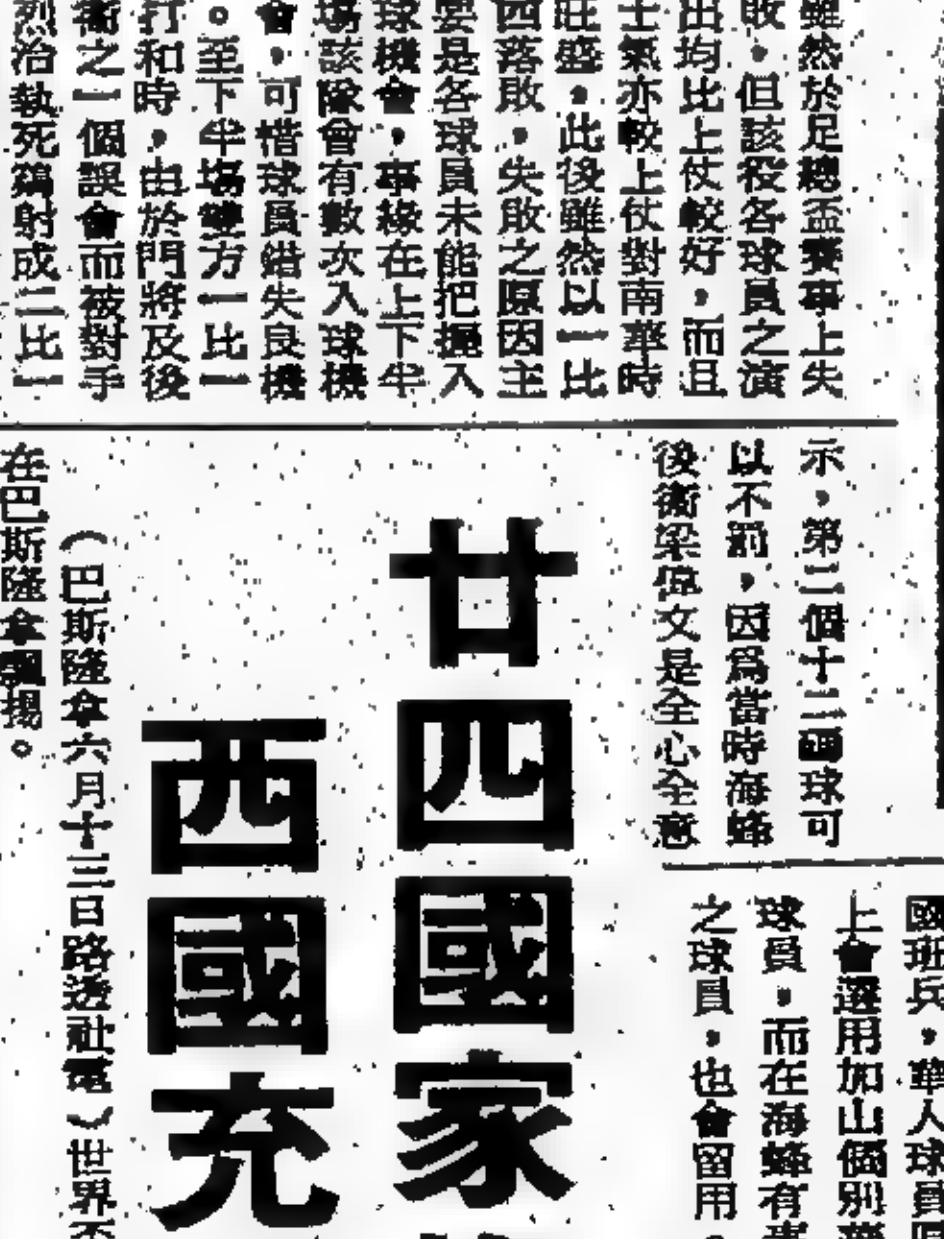 雖然於足總盃賽事上失
敗，但該役各球員之演
出均比上仗較好，而且
士氣亦較上仗對南華時
旺盛，此後雖然以一比
四落敗，失敗之原因主
要是各球員未能把握入
球機會，事緣在上下半
場該隊曾有數次入球機
會，可惜球員錯失良機
。至下半場雙方一比一
打和時，由於門將及後
衛之一個誤會而被對手
烈治執死鷄射成二比一
示，第二個十二碼球可
以不罰，因為當時海蜂
後衛梁偉文是全心全意
國班兵，華人球員
上會選用加山個別
球員，而在海蜂有
之球員，也會留用。
廿四國家
西國充
（巴斯隆拿六月十三日路透社電）世界盃
在巴斯隆拿飄揚。